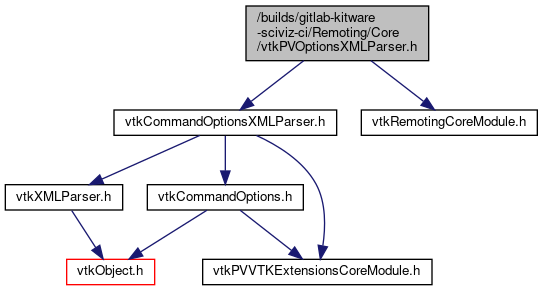 /builds/gitlab-kitware
-sciviz-ci/Remoting/Core
/vtkPVOptionsXMLParser.h
vtkCommandOptionsXMLParser.h
vtkRemotingCoreModule.h
vtkXMLParser.h
vtkCommandOptions.h
vtkObject.h
vtkPVVTKExtensionsCoreModule.h